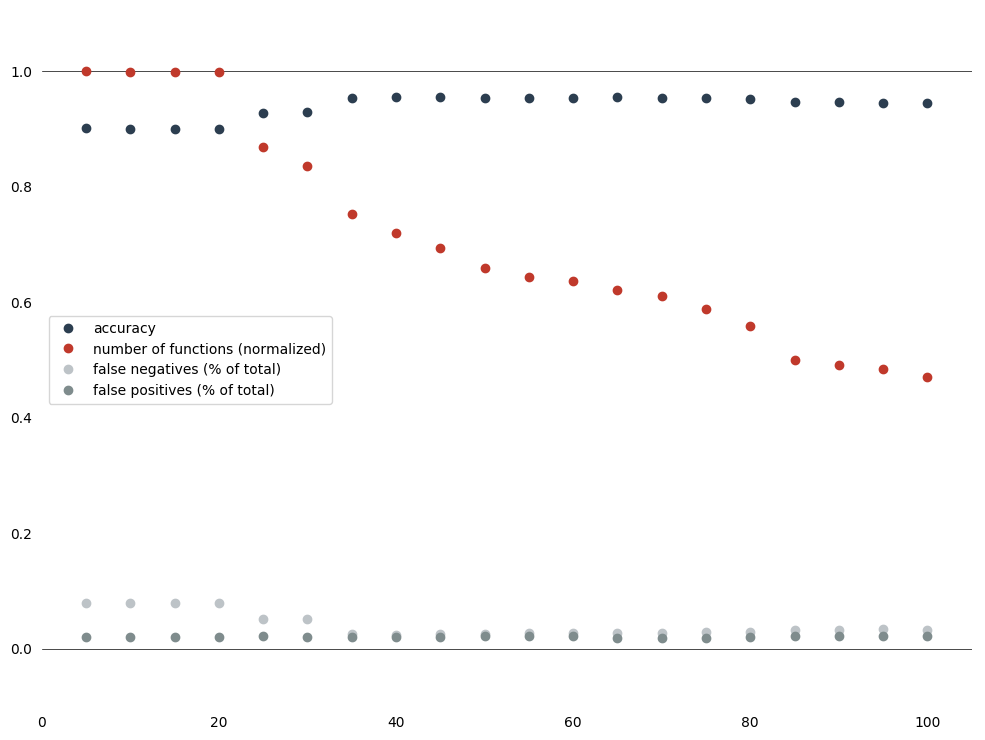 1.0
0.8
0.6
accuracy
number of functions (normalized)
false negatives (% of total)
false positives (% of total)
0.4
0.2
0.0
0 20 40 60 80 100